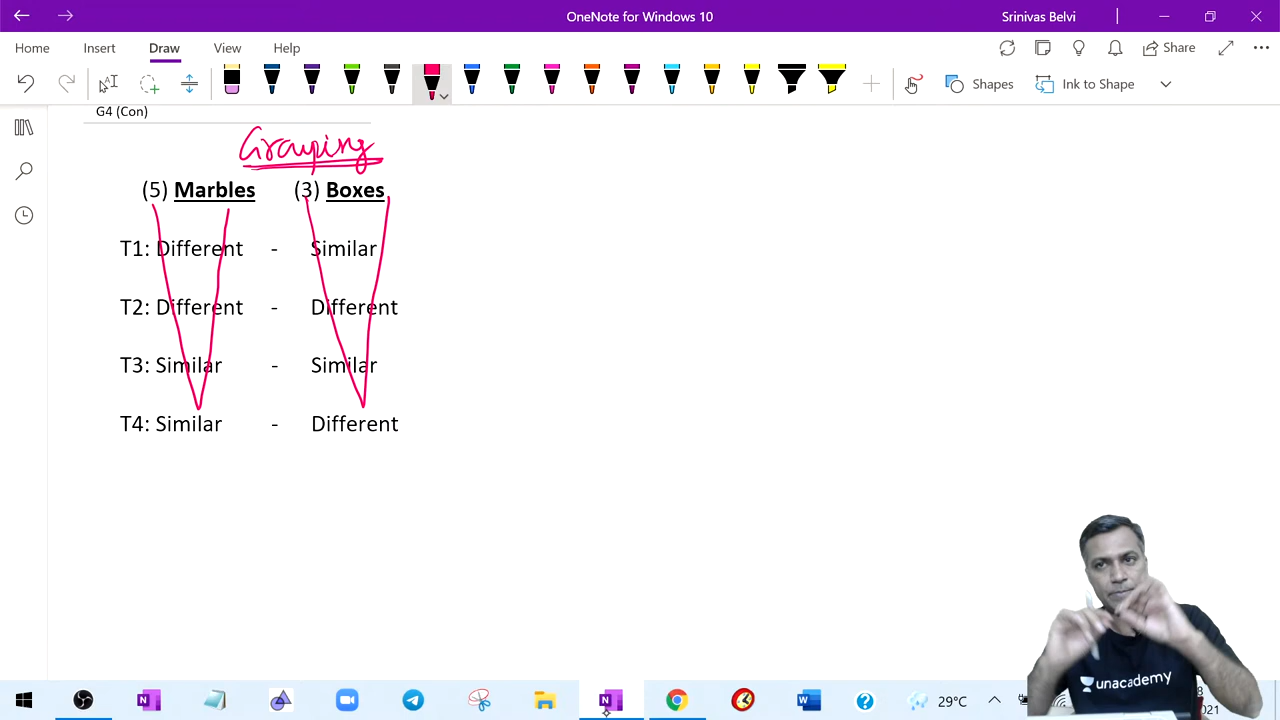 OneNote for Windows 10
Srinivas Belvi
Home Insert Draw View Help
Share
Shapes
Ink to Shape
G4 (Con)
Grouping
(5) Marbles (3) Boxes
T1: Different - Similar
T2: Different - Different
T3: Similar - Similar
T4: Similar - Different
unacademy
29°C